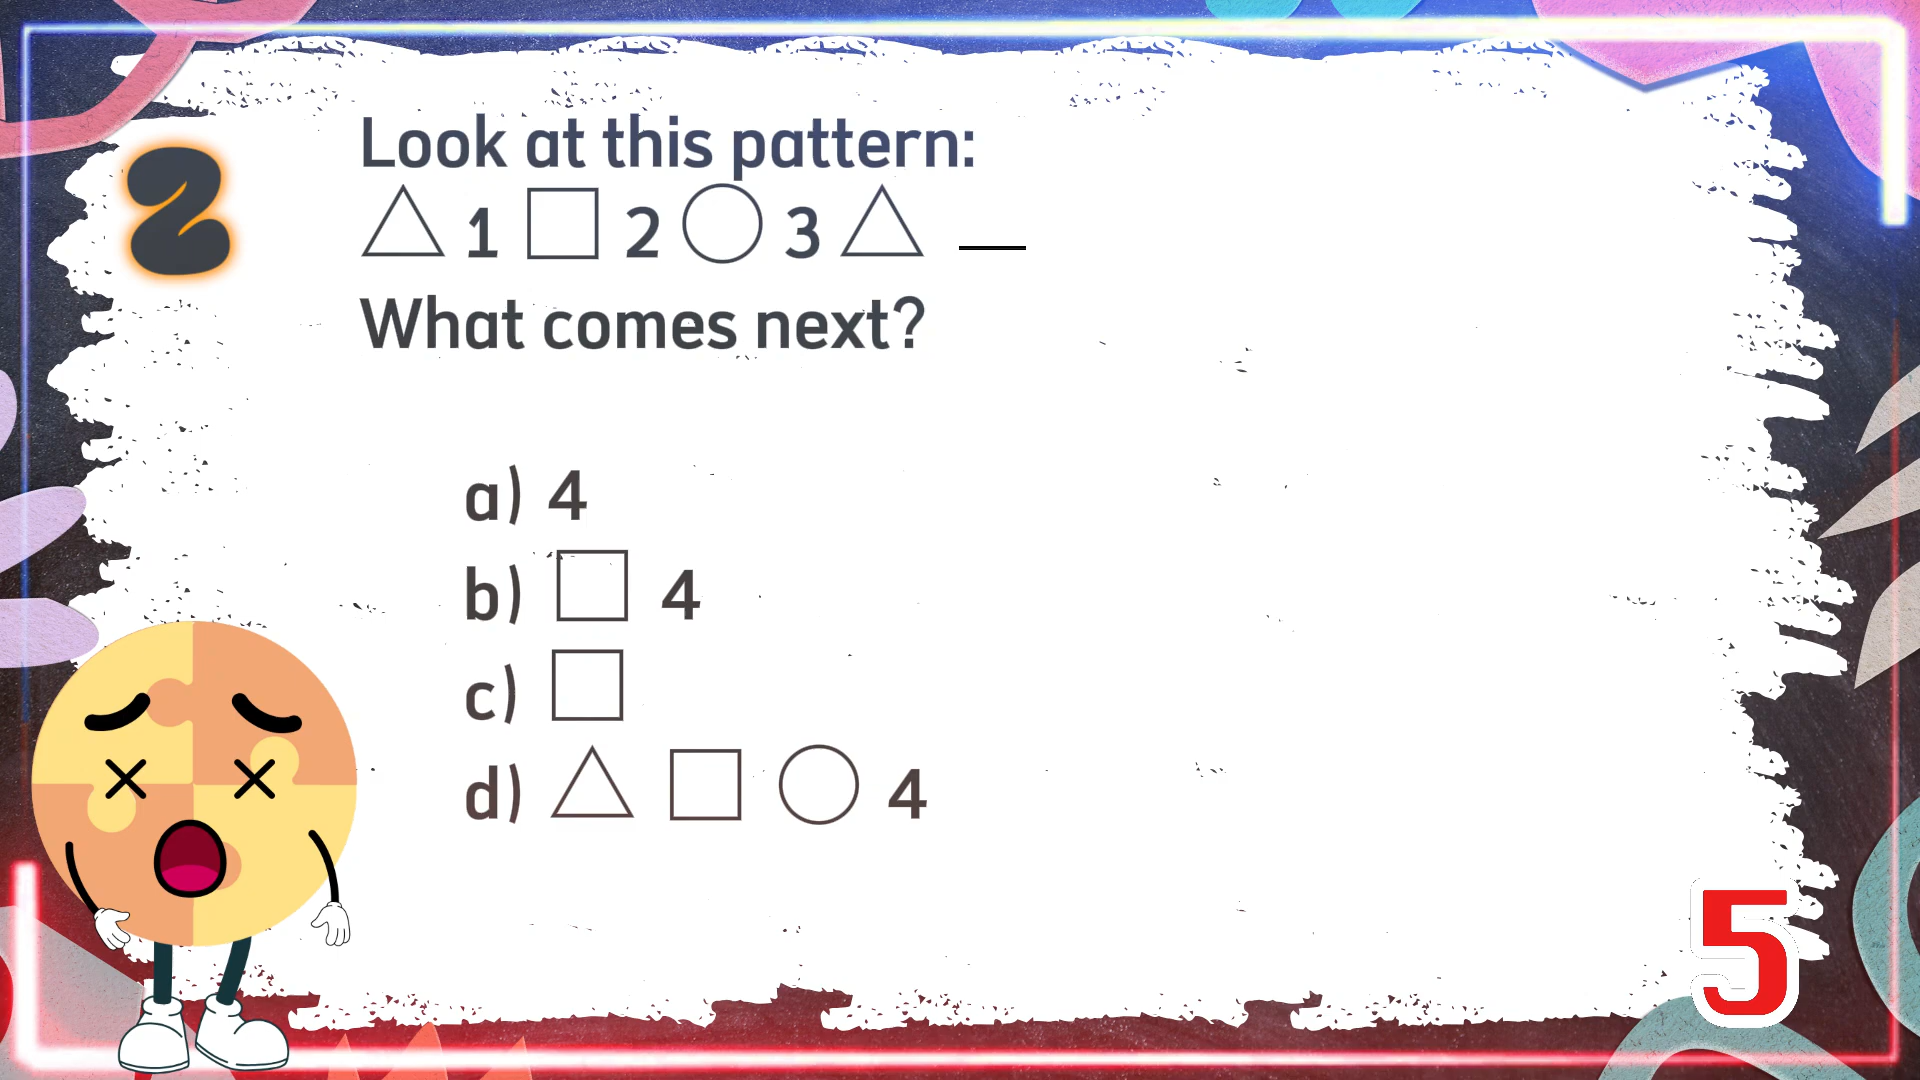 2
Look at this pattern:
△ 1 □ 2 ○ 3 △ __
What comes next?
a) 4
b) □ 4
c) □
d) △ □ ○ 4
5